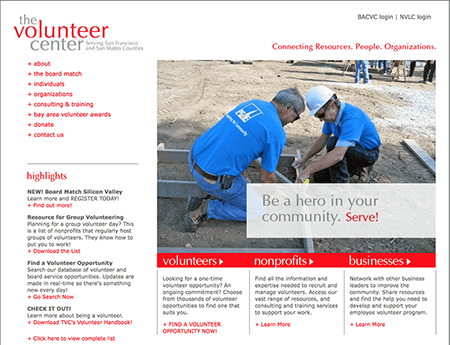 BACVC login | NVLC login
the
volunteer
center
Serving San Francisco
and San Mateo Counties
Connecting Resources. People. Organizations.
+ about
+ the board match
+ individuals
+ organizations
+ consulting & training
+ bay area volunteer awards
+ donate
+ contact us
highlights
NEW! Board Match Silicon Valley
Learn more and REGISTER TODAY!
+ Find out more!
Resource for Group Volunteering
Planning for a group volunteer day? This
is a list of nonprofits that regularly host
groups of volunteers. They know how to
put you to work!
+ Download the List
Find a Volunteer Opportunity
Search our database of volunteer and
board service opportunities. Updates are
made in real-time so there's something
new every day!
+ Go Search Now
CHECK IT OUT!
Learn more about being a volunteer.
+ Download TVC's Volunteer Handbook!
+ Click here to view complete list
Be a hero in your
community. Serve!
volunteers
Looking for a one-time
volunteer opportunity? An
ongoing commitment? Choose
from thousands of volunteer
opportunities to find one that
suits you.
+ FIND A VOLUNTEER
OPPORTUNITY NOW!
nonprofits
Find all the information and
expertise needed to recruit and
manage volunteers. Access our
vast range of resources, and
consulting and training services
to support your work.
+ Learn More
businesses
Network with other business
leaders to improve the
community. Share resources
and find the help you need to
develop and support your
employee volunteer program.
+ Learn More